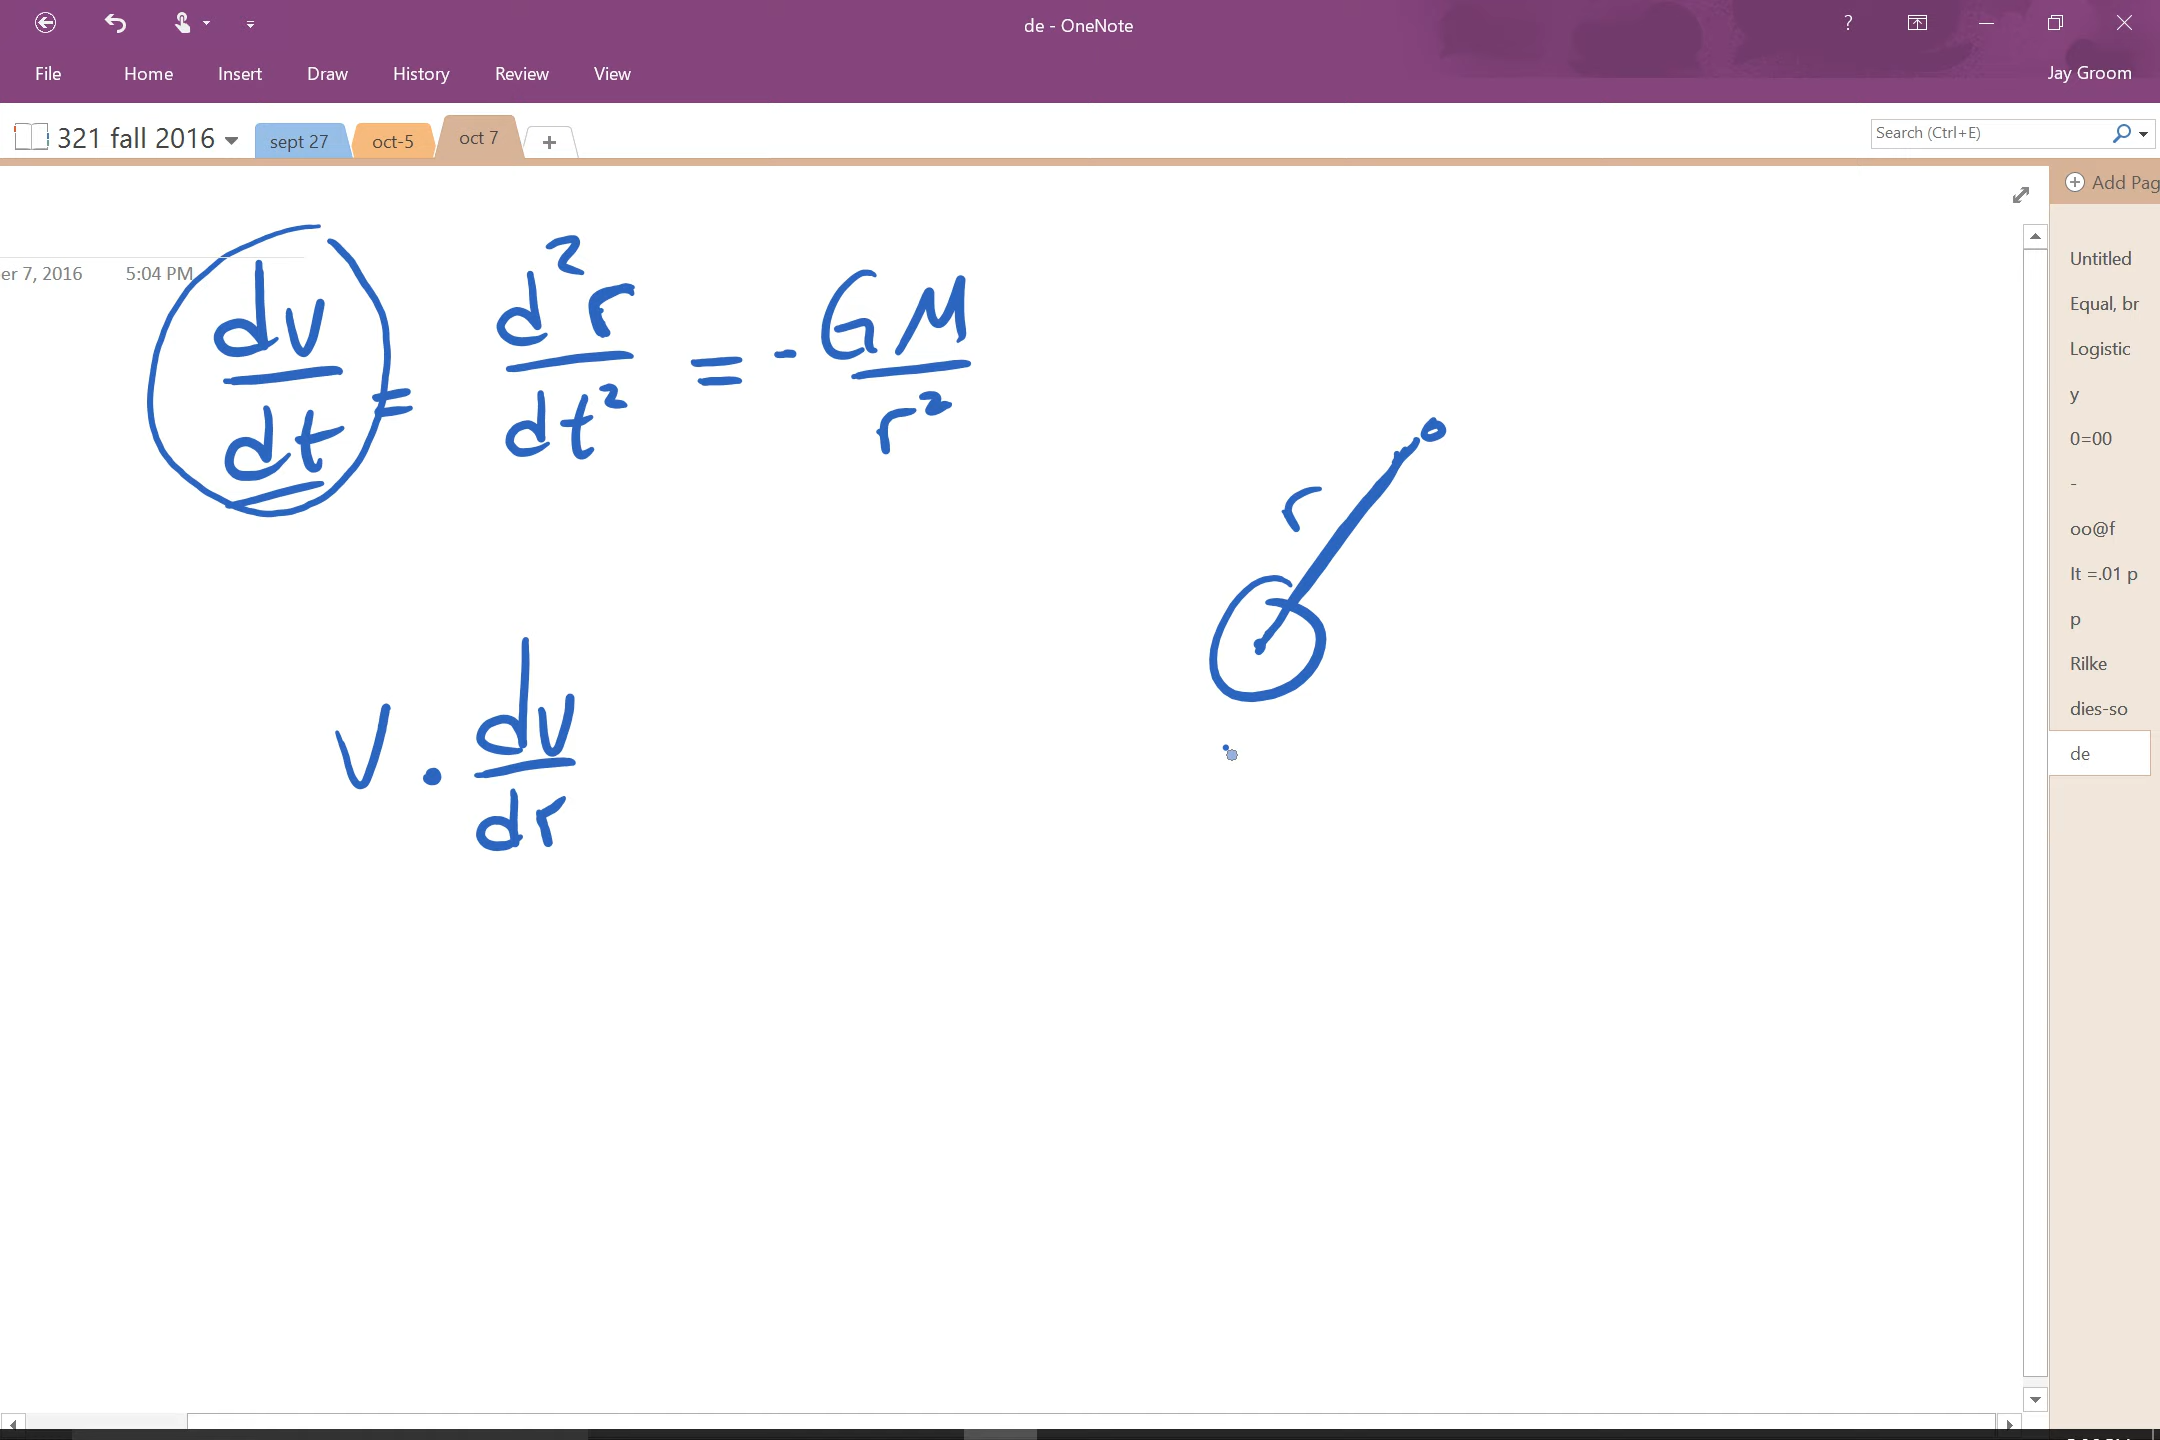 de - OneNote
?
File Home Insert Draw History Review View
Jay Groom
321 fall 2016 sept 27 oct-5 oct 7 +
Search (Ctrl+E)
Add Pag
er 7, 2016 5:04 PM
dv/dt = d²r/dt² = - GM/r²
r
V · dv/dr
Untitled
Equal, br
Logistic
y
0=00
-
oo@f
It =.01 p
p
Rilke
dies-so
de